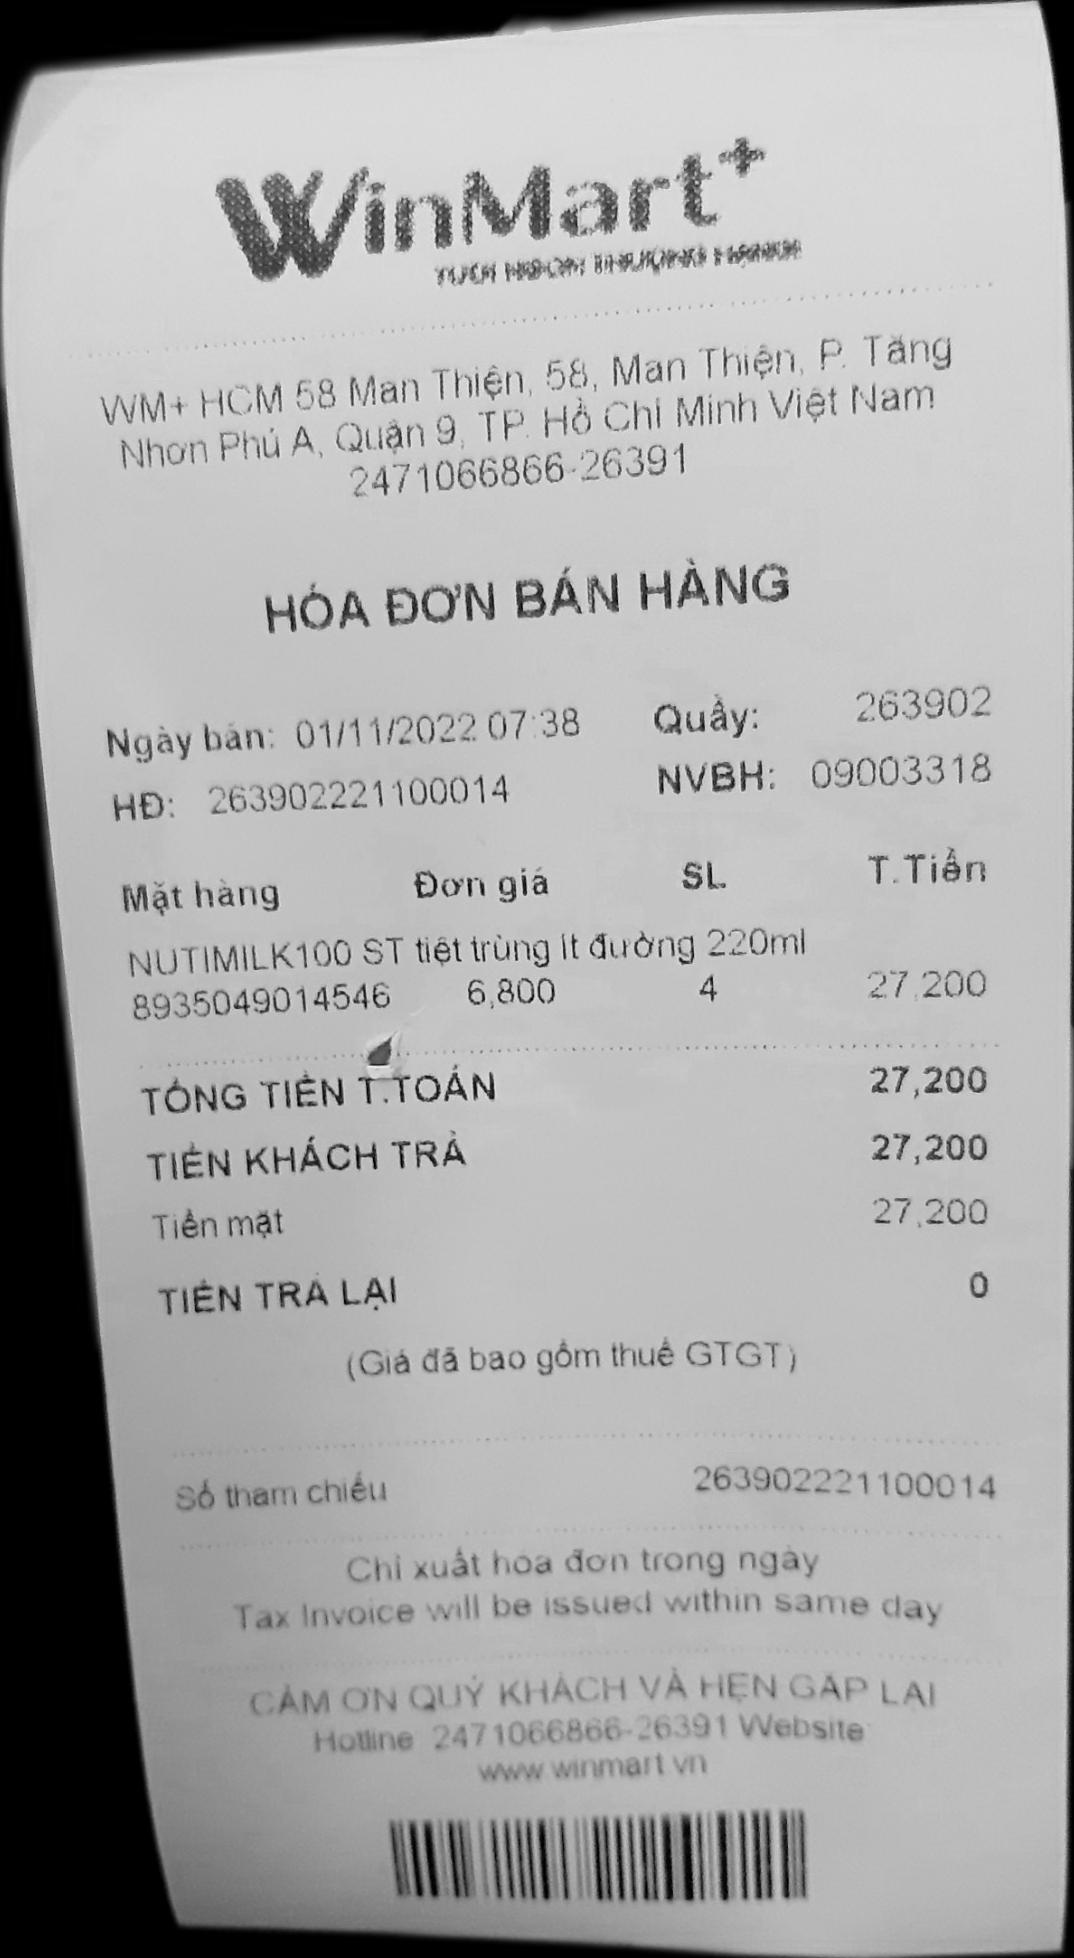 WinMart+
TƯƠI NGON THƯỢNG HẠNG
WM+ HCM 58 Man Thiện, 58, Man Thiện, P. Tăng
Nhơn Phú A, Quận 9, TP. Hồ Chí Minh Việt Nam
2471066866-26391
HÓA ĐƠN BÁN HÀNG
Ngày bán: 01/11/2022 07:38 Quầy: 263902
HĐ: 263902221100014 NVBH: 09003318
Mặt hàng Đơn giá SL T.Tiền
NUTIMILK100 ST tiệt trùng ít đường 220ml
8935049014546 6,800 4 27,200
TỔNG TIỀN T.TOÁN 27,200
TIỀN KHÁCH TRẢ 27,200
Tiền mặt 27,200
TIỀN TRẢ LẠI 0
(Giá đã bao gồm thuế GTGT)
Số tham chiếu 263902221100014
Chỉ xuất hóa đơn trong ngày
Tax Invoice will be issued within same day
CẢM ƠN QUÝ KHÁCH VÀ HẸN GẶP LẠI
Hotline: 2471066866-26391 Website:
www.winmart.vn